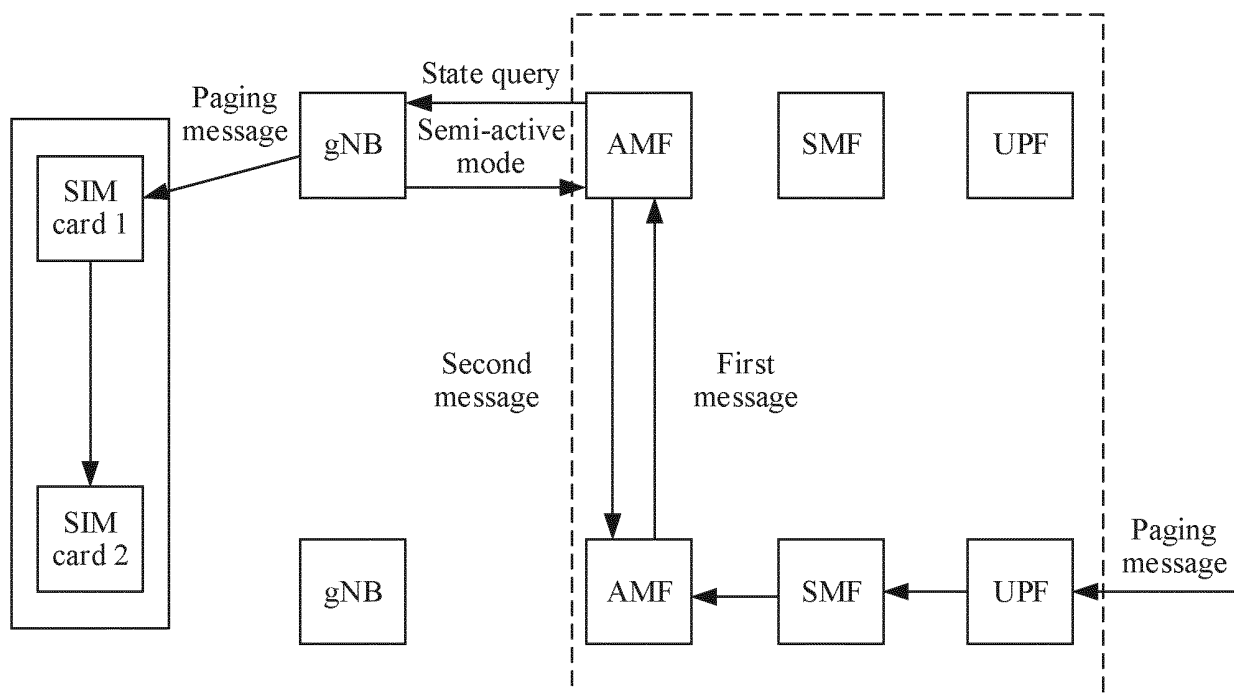 State query
Paging
message
gNB
Semi-active
mode
AMF
SMF
UPF
SIM
card 1
Second
message
First
message
SIM
card 2
gNB
AMF
SMF
UPF
Paging
message